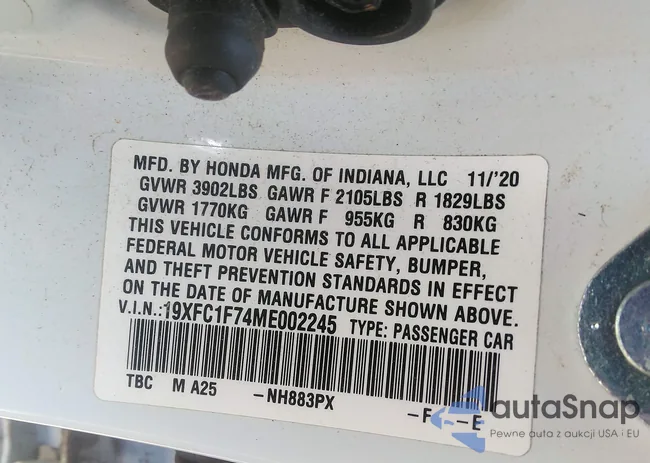 MFD. BY HONDA MFG. OF INDIANA, LLC 11/'20
GVWR 3902LBS GAWR F 2105LBS R 1829LBS
GVWR 1770KG GAWR F 955KG R 830KG
THIS VEHICLE CONFORMS TO ALL APPLICABLE
FEDERAL MOTOR VEHICLE SAFETY, BUMPER,
AND THEFT PREVENTION STANDARDS IN EFFECT
ON THE DATE OF MANUFACTURE SHOWN ABOVE.
V.I.N.:19XFC1F74ME002245 TYPE: PASSENGER CAR
TBC M A25 -NH883PX -F -E
autaSnap
Pewne auta z aukcji USA i EU